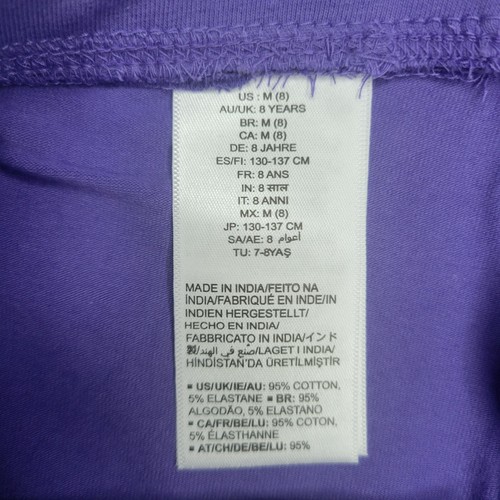 US : M (8)
AU/UK: 8 YEARS
BR: M (8)
CA: M (8)
DE: 8 JAHRE
ES/FI: 130-137 CM
FR: 8 ANS
IN: 8 साल
IT: 8 ANNI
MX: M (8)
JP: 130-137 CM
SA/AE: 8 أعوام
TU: 7-8YAŞ
MADE IN INDIA/FEITO NA
ÍNDIA/FABRIQUÉ EN INDE/IN
INDIEN HERGESTELLT/
HECHO EN INDIA/
FABBRICATO IN INDIA/インド
製/صنع في الهند/LAGET I INDIA/
HİNDİSTAN'DA ÜRETİLMİŞTİR
▪ US/UK/IE/AU: 95% COTTON,
5% ELASTANE ▪ BR: 95%
ALGODÃO, 5% ELASTANO
▪ CA/FR/BE/LU: 95% COTON,
5% ÉLASTHANNE
▪ AT/CH/DE/BE/LU: 95%